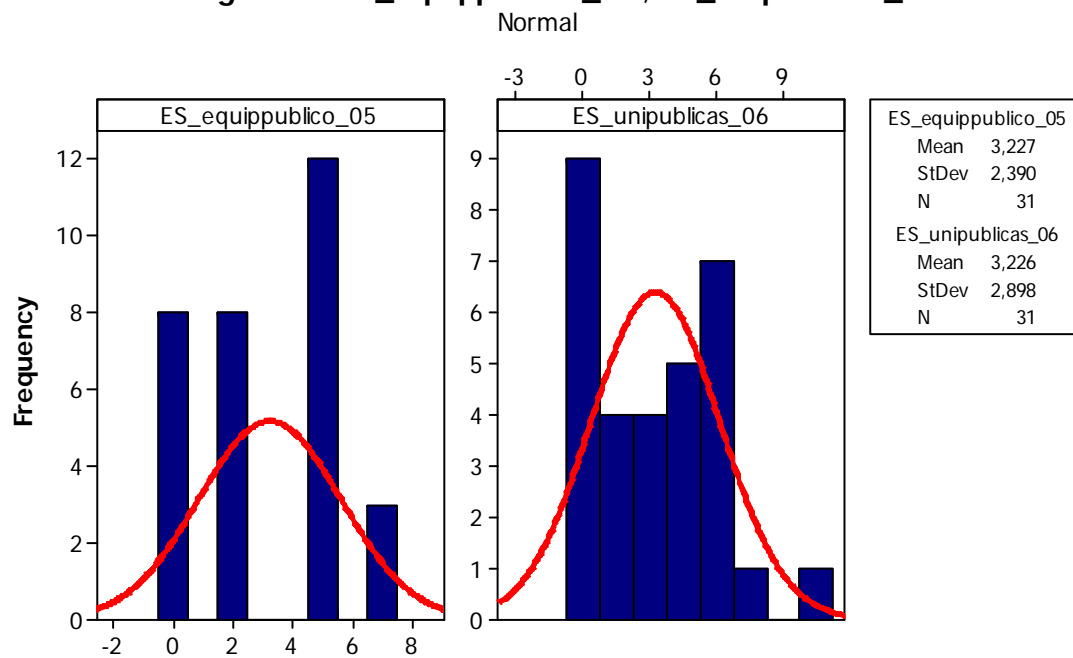 Normal
-3 0 3 6 9
ES_equippublico_05
ES_unipublicas_06
12
10
8
6
4
2
0
Frequency
-2 0 2 4 6 8
9
8
7
6
5
4
3
2
1
0
ES_equippublico_05
Mean 3,227
StDev 2,390
N 31
ES_unipublicas_06
Mean 3,226
StDev 2,898
N 31